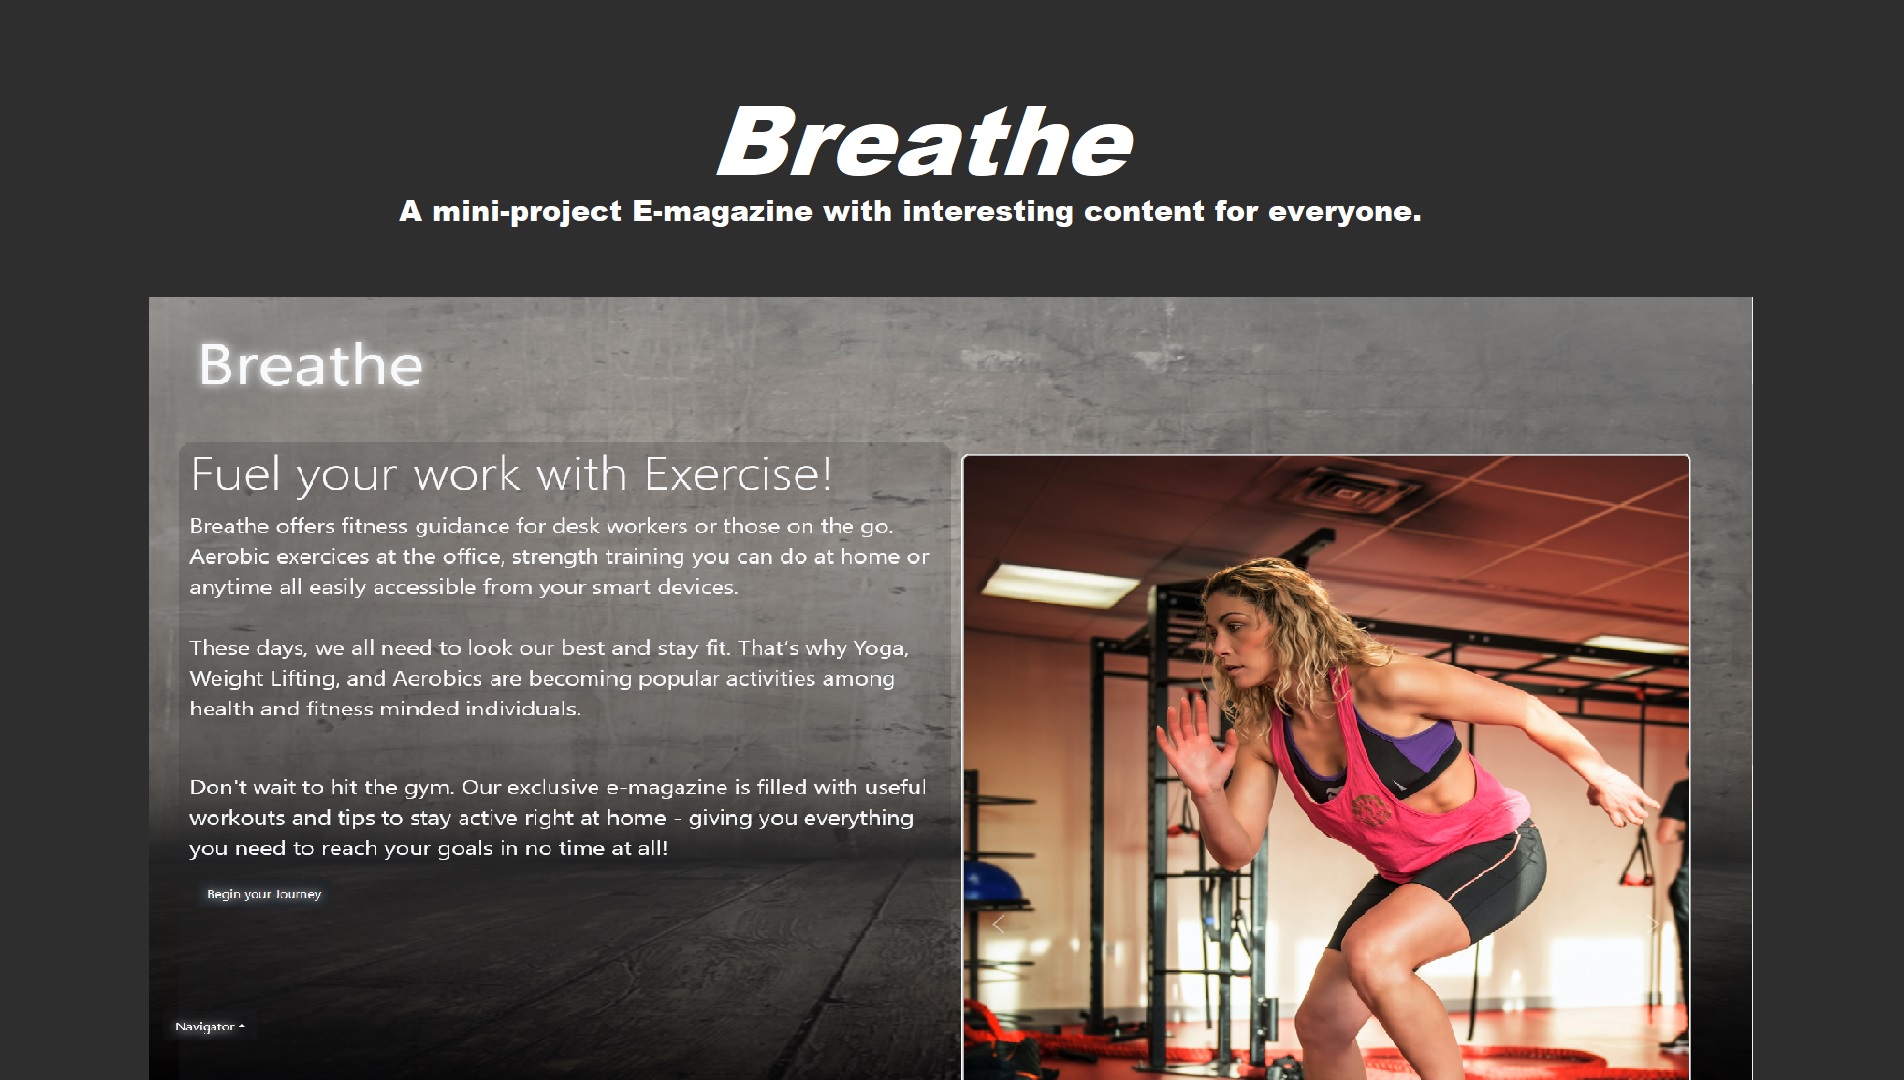 Breathe
A mini-project E-magazine with interesting content for everyone.
Breathe
Fuel your work with Exercise!
Breathe offers fitness guidance for desk workers or those on the go.
Aerobic exercices at the office, strength training you can do at home or
anytime all easily accessible from your smart devices.
These days, we all need to look our best and stay fit. That's why Yoga,
Weight Lifting, and Aerobics are becoming popular activities among
health and fitness minded individuals.
Don't wait to hit the gym. Our exclusive e-magazine is filled with useful
workouts and tips to stay active right at home - giving you everything
you need to reach your goals in no time at all!
Begin your Journey
Navigator